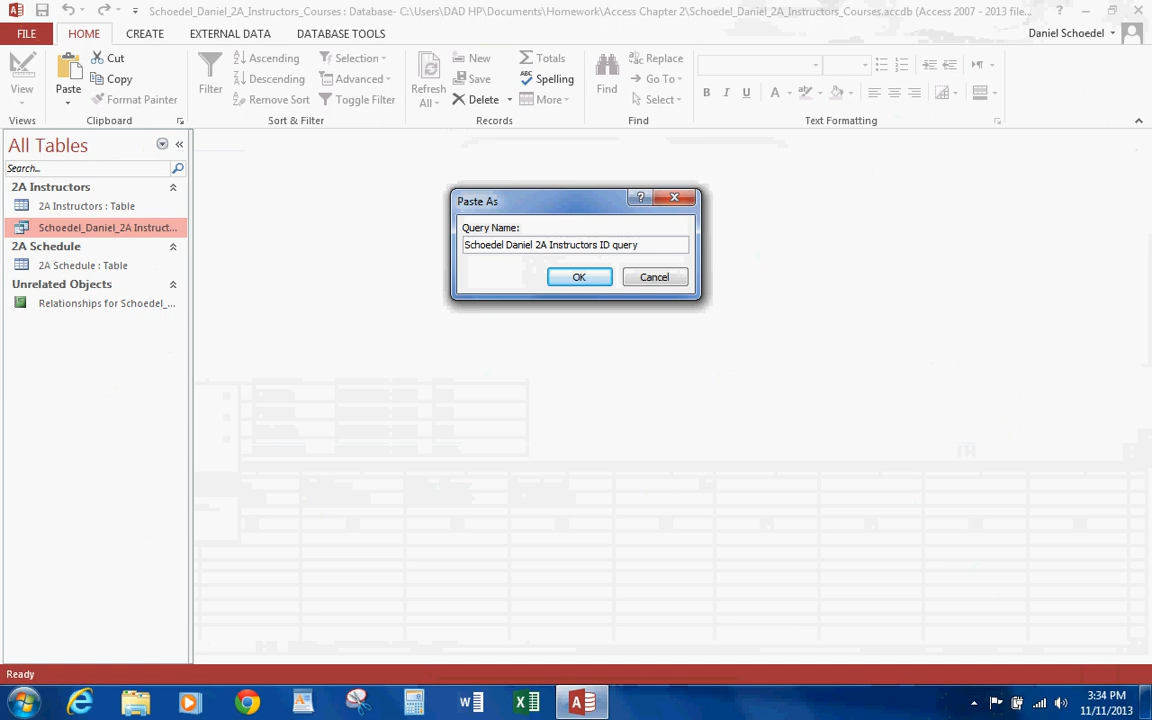 Schoedel_Daniel_2A_Instructors_Courses : Database- C:\Users\DAD HP\Documents\Homework\Access Chapter 2\Schoedel_Daniel_2A_Instructors_Courses.accdb (Access 2007 - 2013 file...
FILE HOME CREATE EXTERNAL DATA DATABASE TOOLS Daniel Schoedel
Cut Ascending Selection New Totals Replace
View Paste Copy Filter Descending Advanced Refresh All Save Spelling Find Go To
Format Painter Remove Sort Toggle Filter Delete More Select B I U A
Views Clipboard Sort & Filter Records Find Text Formatting
All Tables
Search...
2A Instructors
2A Instructors : Table
Schoedel_Daniel_2A Instruct...
2A Schedule
2A Schedule : Table
Unrelated Objects
Relationships for Schoedel_...
Paste As
Query Name:
Schoedel Daniel 2A Instructors ID query
OK Cancel
Ready
3:34 PM
11/11/2013